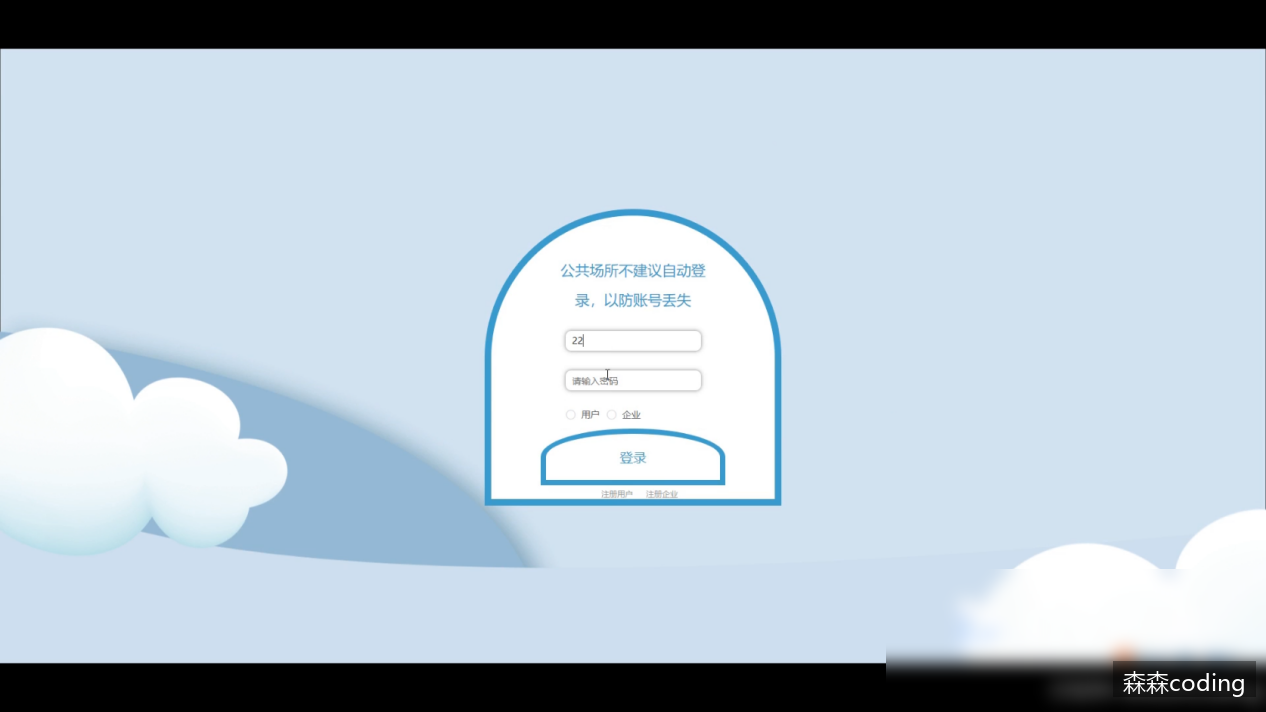 公共场所不建议自动登
录，以防账号丢失
22
请输入密码
用户 企业
登录
注册用户 注册企业
森森coding